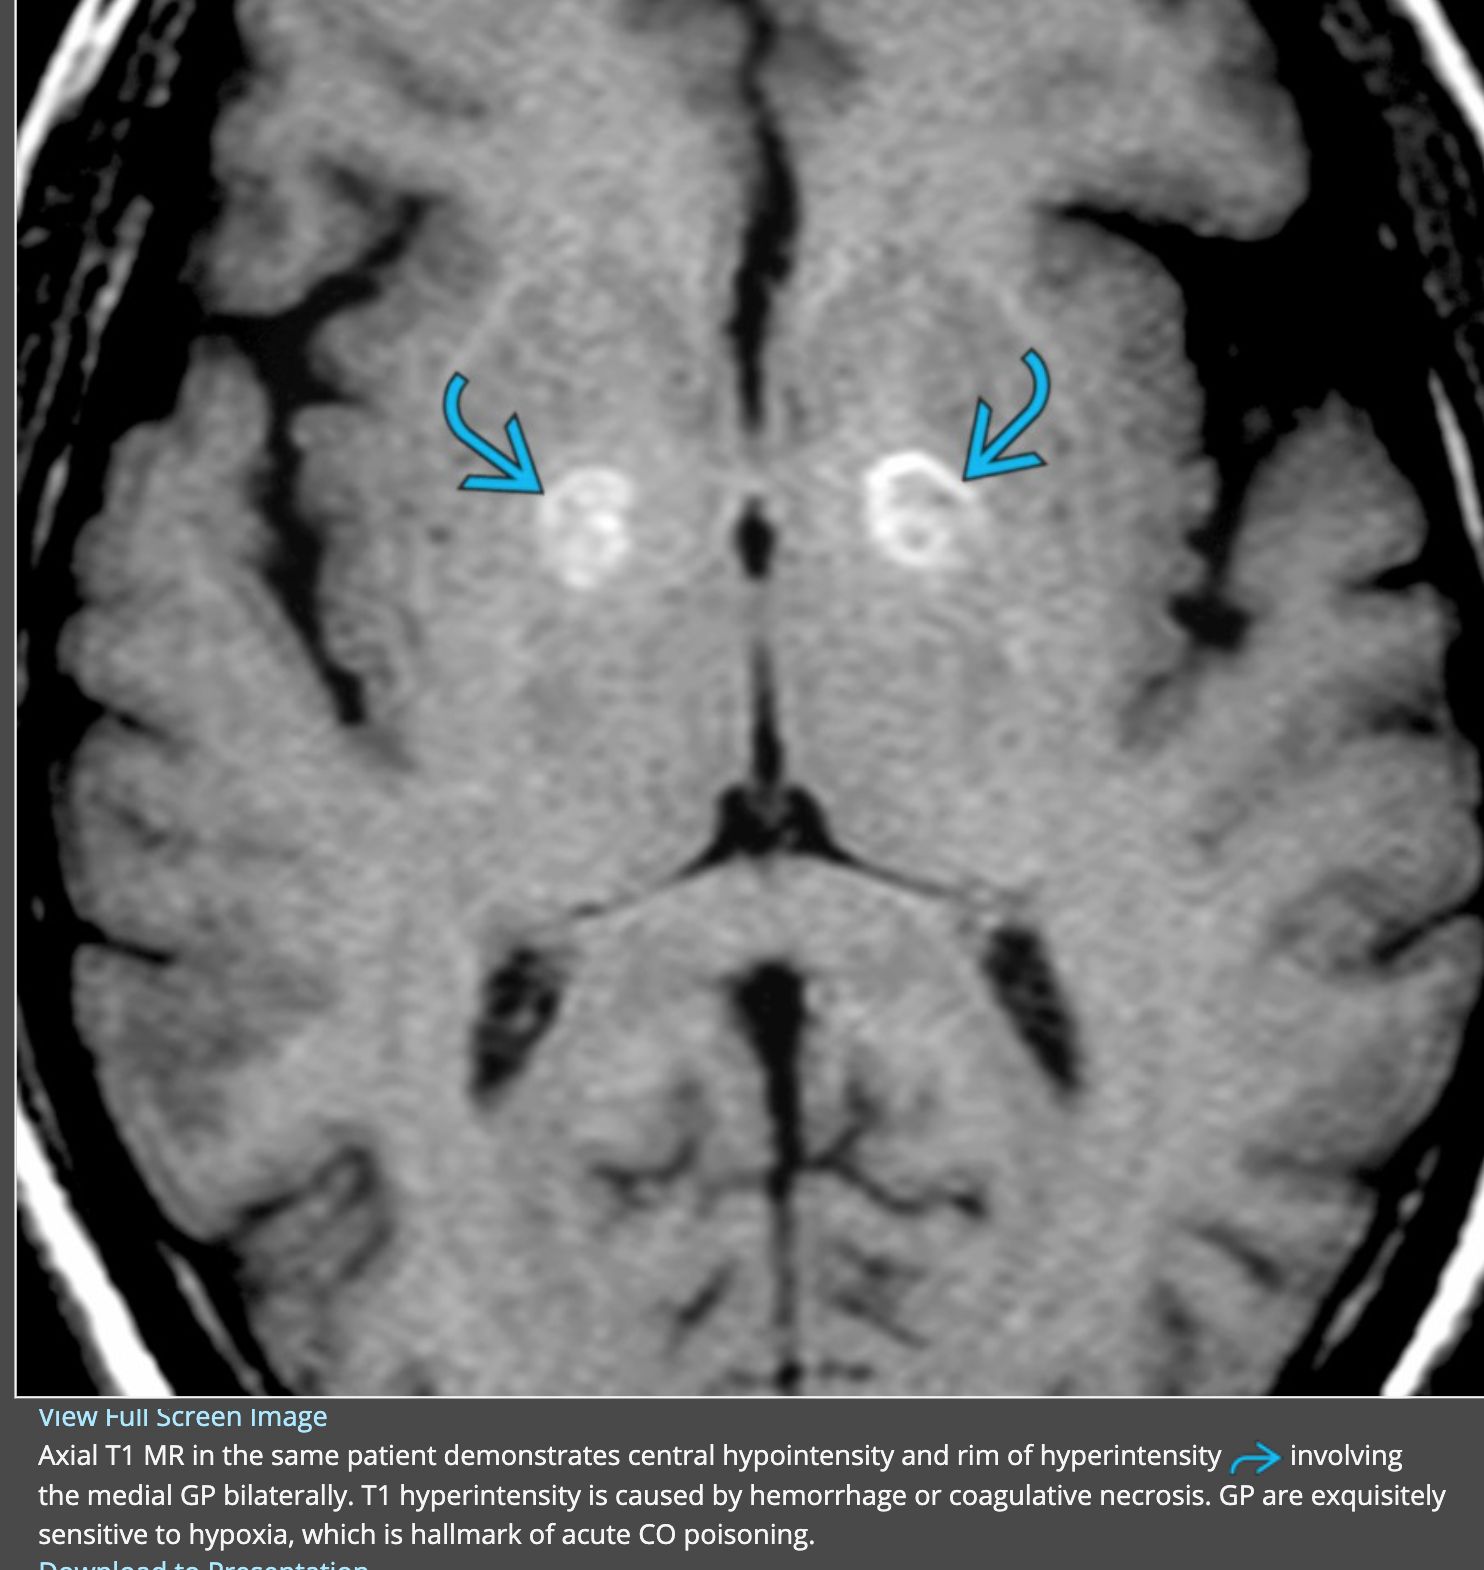 View Full Screen Image
Axial T1 MR in the same patient demonstrates central hypointensity and rim of hyperintensity involving
the medial GP bilaterally. T1 hyperintensity is caused by hemorrhage or coagulative necrosis. GP are exquisitely
sensitive to hypoxia, which is hallmark of acute CO poisoning.
Download to Presentation